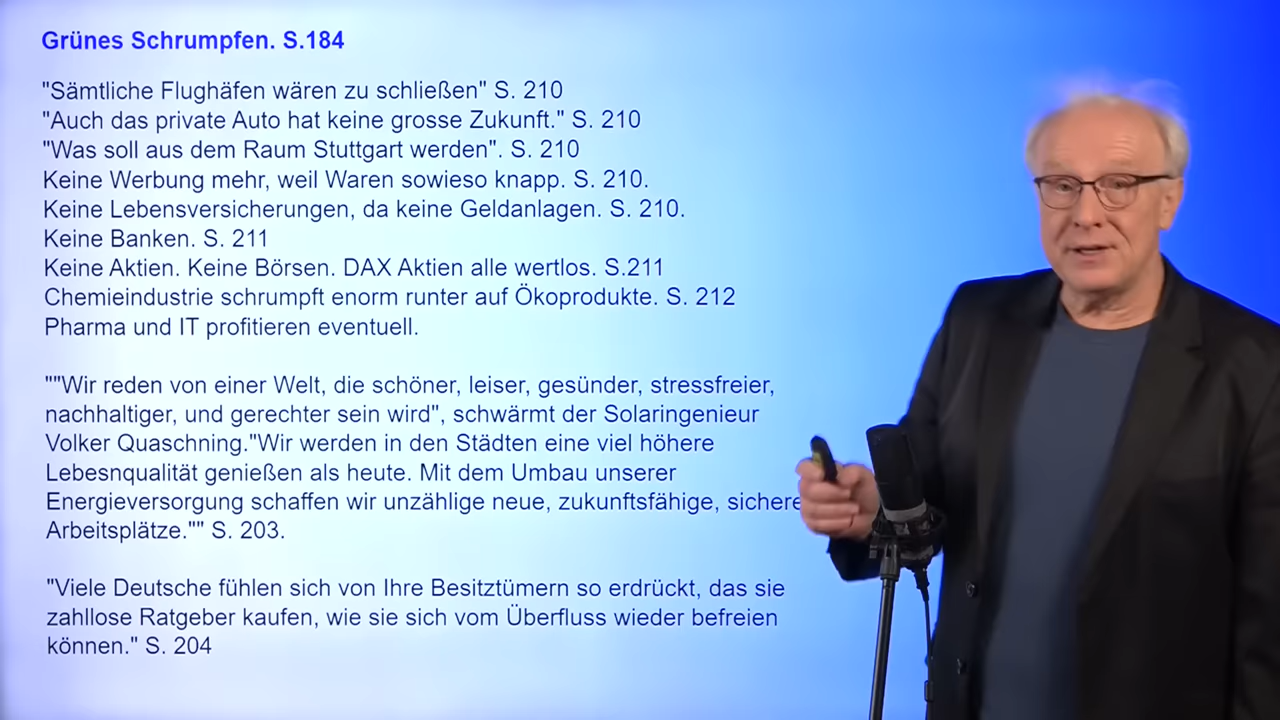 Grünes Schrumpfen. S.184
"Sämtliche Flughäfen wären zu schließen" S. 210
"Auch das private Auto hat keine grosse Zukunft." S. 210
"Was soll aus dem Raum Stuttgart werden". S. 210
Keine Werbung mehr, weil Waren sowieso knapp. S. 210.
Keine Lebensversicherungen, da keine Geldanlagen. S. 210.
Keine Banken. S. 211
Keine Aktien. Keine Börsen. DAX Aktien alle wertlos. S.211
Chemieindustrie schrumpft enorm runter auf Ökoprodukte. S. 212
Pharma und IT profitieren eventuell.
""Wir reden von einer Welt, die schöner, leiser, gesünder, stressfreier,
nachhaltiger, und gerechter sein wird", schwärmt der Solaringenieur
Volker Quaschning."Wir werden in den Städten eine viel höhere
Lebesnqualität genießen als heute. Mit dem Umbau unserer
Energieversorgung schaffen wir unzählige neue, zukunftsfähige, sichere
Arbeitsplätze."" S. 203.
"Viele Deutsche fühlen sich von Ihre Besitztümern so erdrückt, das sie
zahllose Ratgeber kaufen, wie sie sich vom Überfluss wieder befreien
können." S. 204